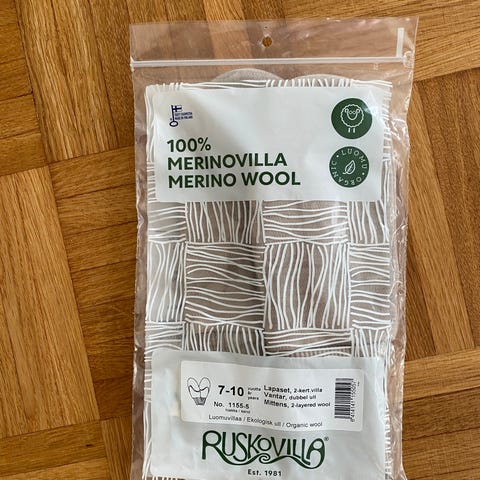 100%
MERINOVILLA
MERINO WOOL
LUOMU
ORGANIC
7-10 vuotta
years
No. 1155-5
Lapaset, 2-kert.villa
Vantar, dubbel ull
Mittens, 2-layered wool
Luomuvillas / Ekologisk ull / Organic wool
RUSKOVILLA®
Est. 1981